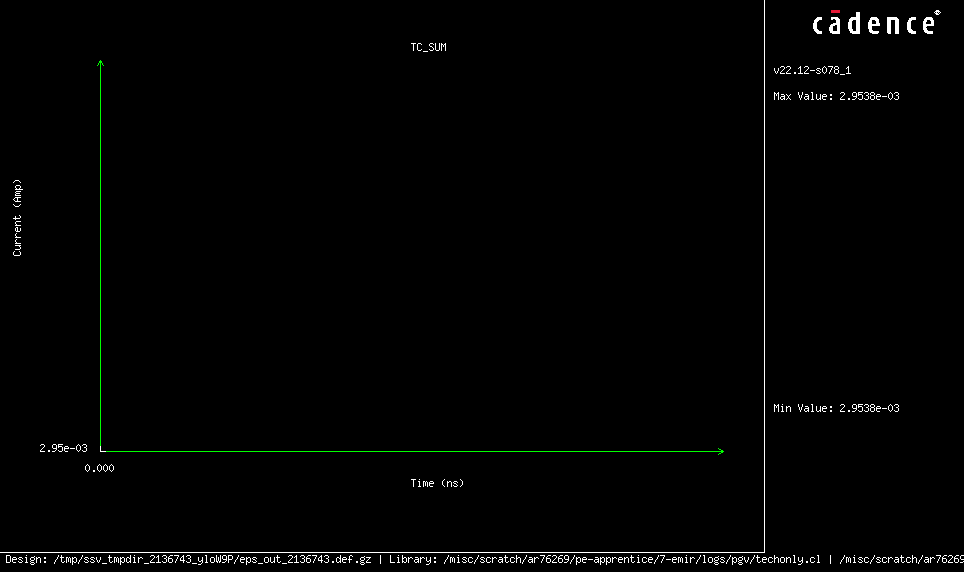 cādence®
TC_SUM
v22.12-s078_1
Max Value: 2.9538e-03
Current (Amp)
Min Value: 2.9538e-03
2.95e-03
0.000
Time (ns)
Design: /tmp/ssv_tmpdir_2136743_yloW9P/eps_out_2136743.def.gz | Library: /misc/scratch/ar76269/pe-apprentice/7-emir/logs/pgv/techonly.cl | /misc/scratch/ar76269